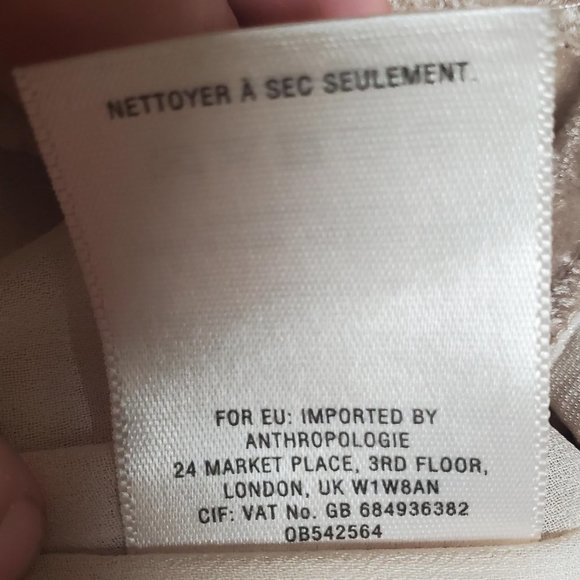 NETTOYER À SEC SEULEMENT.
FOR EU: IMPORTED BY
ANTHROPOLOGIE
24 MARKET PLACE, 3RD FLOOR,
LONDON, UK W1W8AN
CIF: VAT No. GB 684936382
OB542564